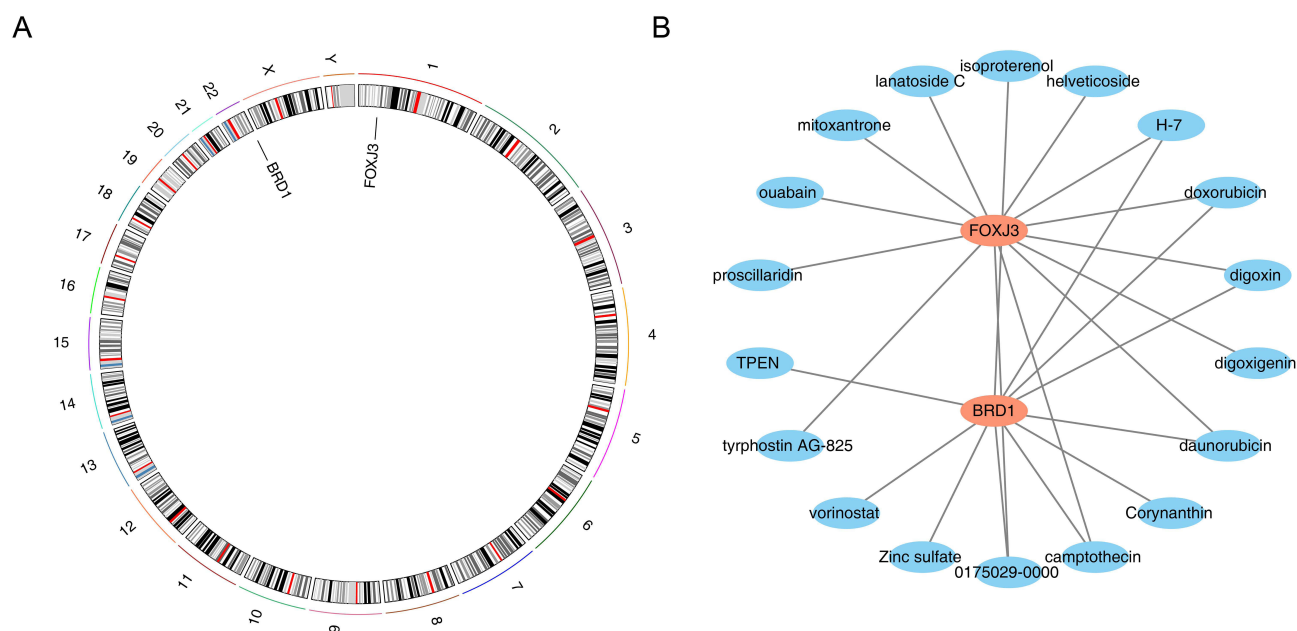 A
B
1
2
3
4
5
6
7
8
9
10
11
12
13
14
15
16
17
18
19
20
21
22
X
Y
FOXJ3
BRD1
isoproterenol
lanatoside C
helveticoside
mitoxantrone
H-7
ouabain
doxorubicin
FOXJ3
proscillaridin
digoxin
TPEN
digoxigenin
BRD1
tyrphostin AG-825
daunorubicin
vorinostat
Corynanthin
Zinc sulfate
camptothecin
0175029-0000